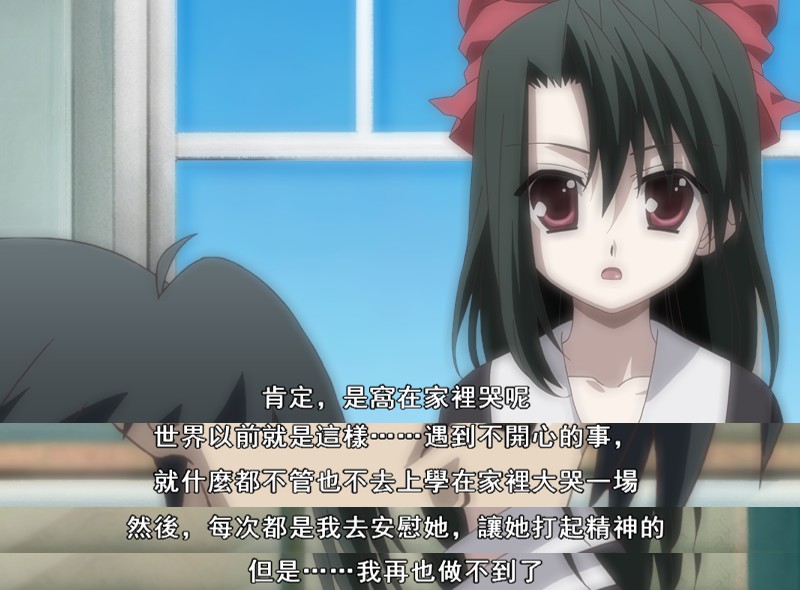 肯定，是窩在家裡哭呢
世界以前就是這樣……遇到不開心的事，
就什麼都不管也不去上學在家裡大哭一場
然後，每次都是我去安慰她，讓她打起精神的
但是……我再也做不到了